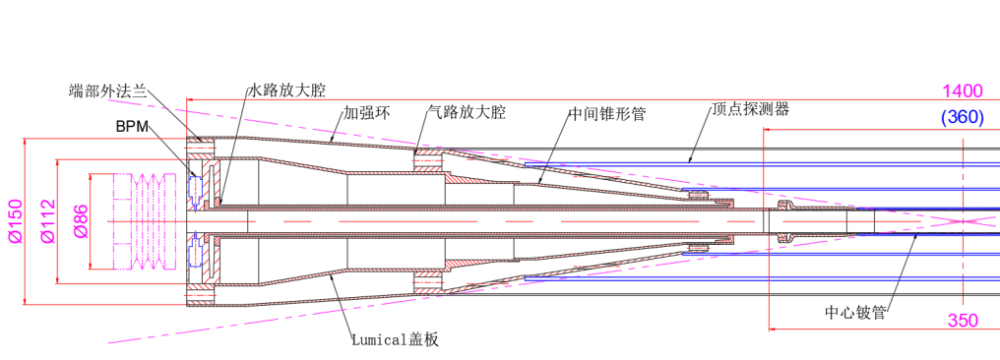 端部外法兰
水路放大腔
加强环
气路放大腔
中间锥形管
顶点探测器
1400
(360)
BPM
Ø150
Ø112
Ø86
中心铍管
350
Lumical盖板